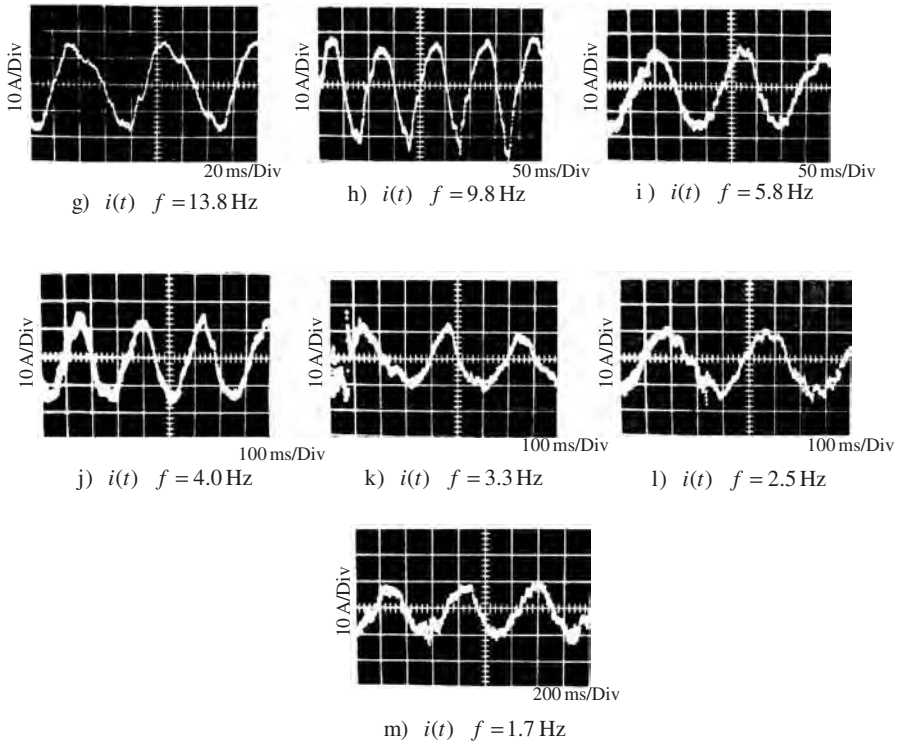 10 A/Div
10 A/Div
10 A/Div
20 ms/Div
50 ms/Div
50 ms/Div
g) i(t) f = 13.8 Hz
h) i(t) f = 9.8 Hz
i ) i(t) f = 5.8 Hz
10 A/Div
10 A/Div
10 A/Div
100 ms/Div
100 ms/Div
100 ms/Div
j) i(t) f = 4.0 Hz
k) i(t) f = 3.3 Hz
l) i(t) f = 2.5 Hz
10 A/Div
200 ms/Div
m) i(t) f = 1.7 Hz